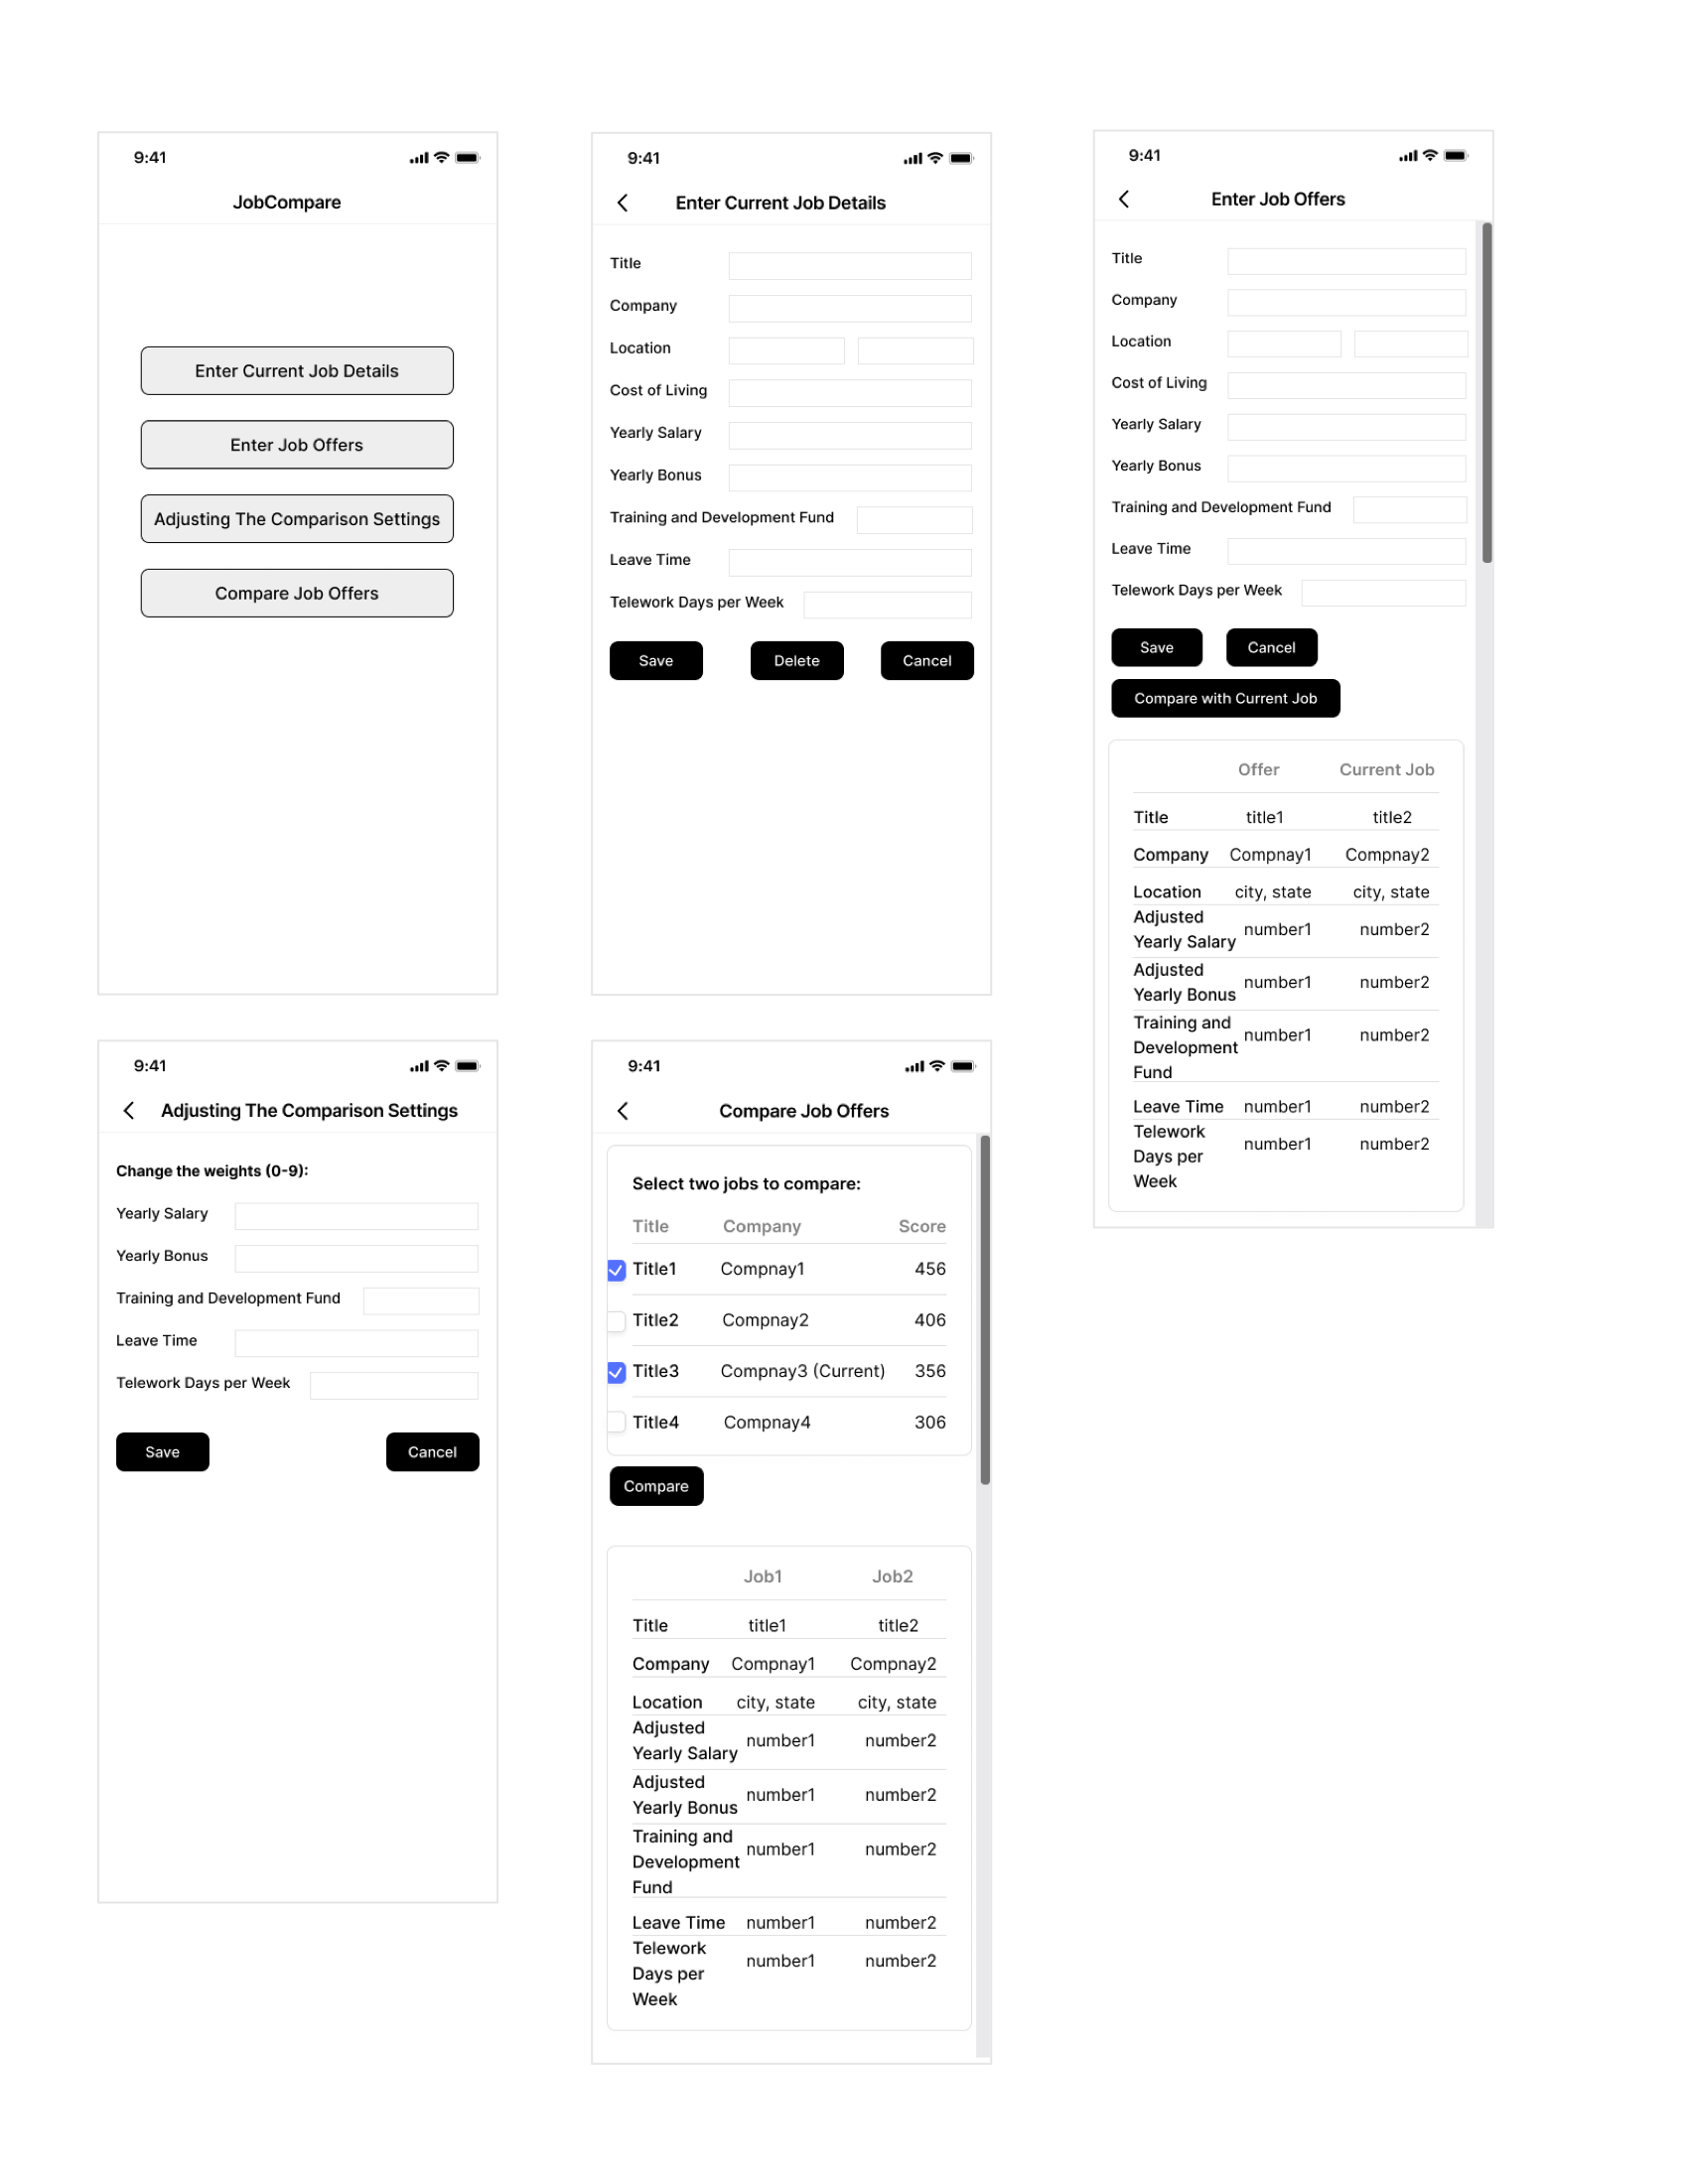 9:41
JobCompare
Enter Current Job Details
Enter Job Offers
Adjusting The Comparison Settings
Compare Job Offers
9:41
Enter Current Job Details
Title
Company
Location
Cost of Living
Yearly Salary
Yearly Bonus
Training and Development Fund
Leave Time
Telework Days per Week
Save Delete Cancel
9:41
Enter Job Offers
Title
Company
Location
Cost of Living
Yearly Salary
Yearly Bonus
Training and Development Fund
Leave Time
Telework Days per Week
Save Cancel
Compare with Current Job
Offer Current Job
Title title1 title2
Company Compnay1 Compnay2
Location city, state city, state
Adjusted
Yearly Salary number1 number2
Adjusted
Yearly Bonus number1 number2
Training and
Development number1 number2
Fund
Leave Time number1 number2
Telework
Days per number1 number2
Week
9:41
Adjusting The Comparison Settings
Change the weights (0-9):
Yearly Salary
Yearly Bonus
Training and Development Fund
Leave Time
Telework Days per Week
Save Cancel
9:41
Compare Job Offers
Select two jobs to compare:
Title Company Score
Title1 Compnay1 456
Title2 Compnay2 406
Title3 Compnay3 (Current) 356
Title4 Compnay4 306
Compare
Job1 Job2
Title title1 title2
Company Compnay1 Compnay2
Location city, state city, state
Adjusted
Yearly Salary number1 number2
Adjusted
Yearly Bonus number1 number2
Training and
Development number1 number2
Fund
Leave Time number1 number2
Telework
Days per number1 number2
Week